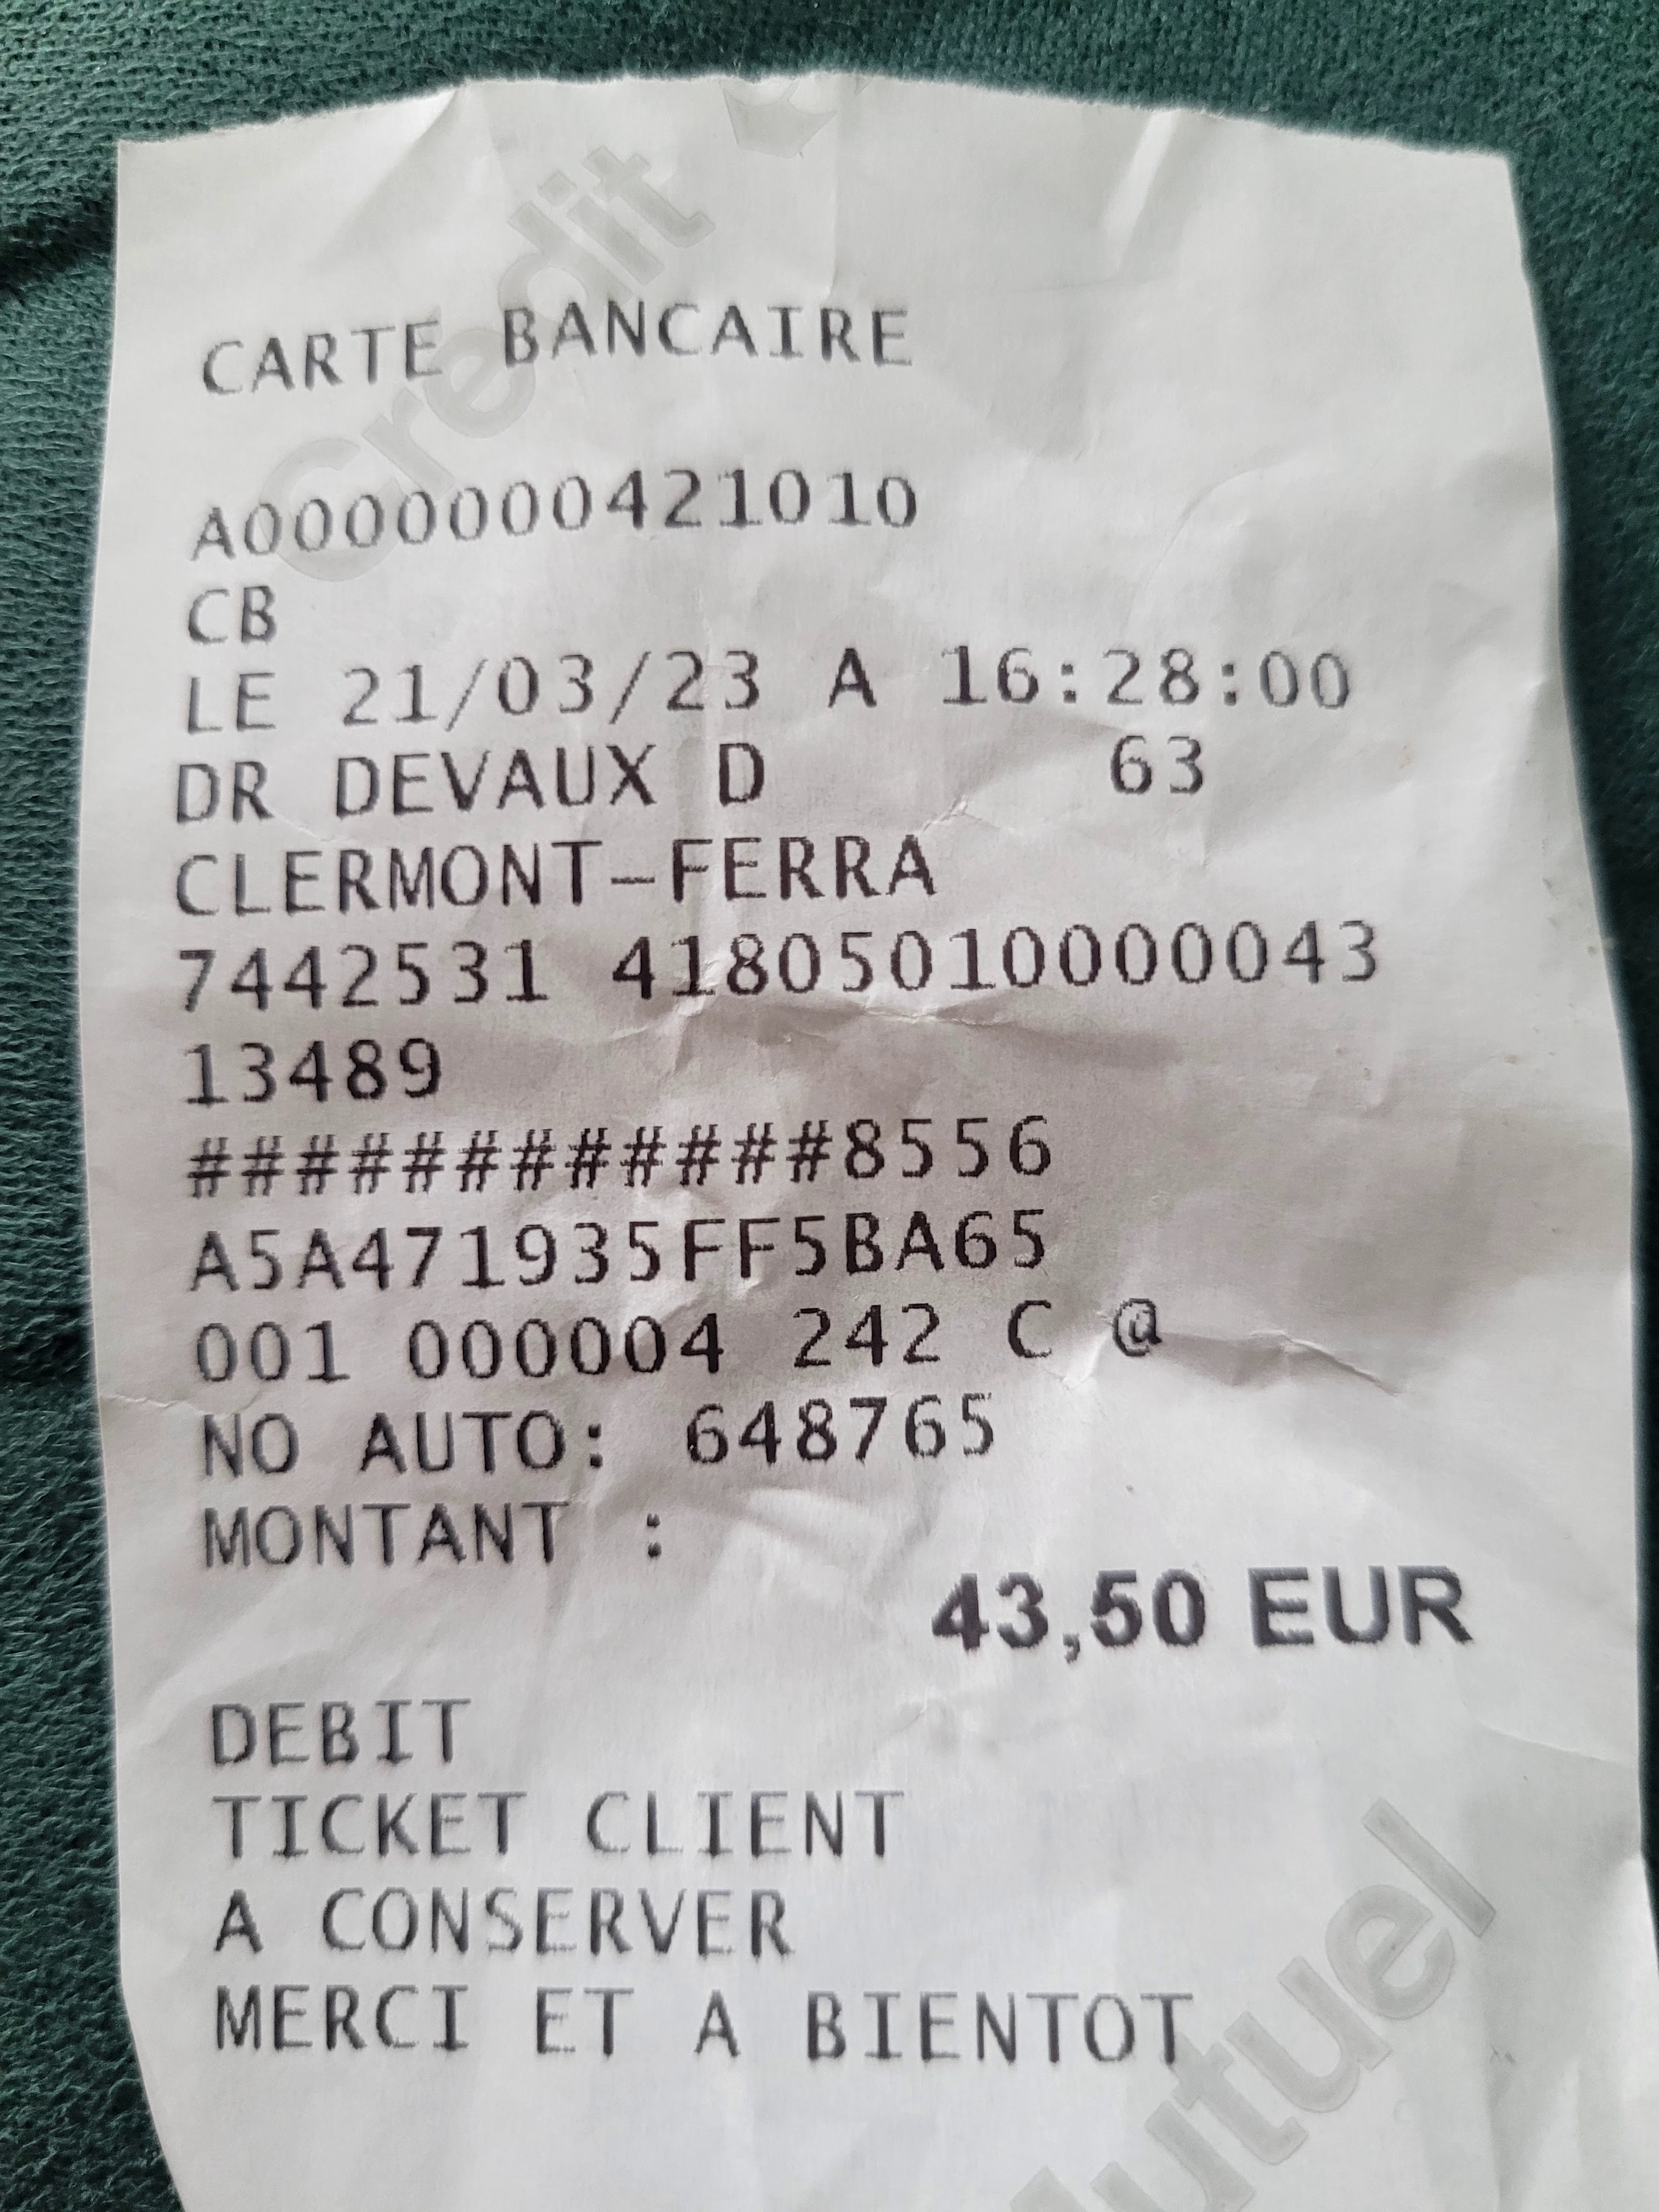 CARTE BANCAIRE
A0000000421010
CB
LE 21/03/23 A 16:28:00
DR DEVAUX D 63
CLERMONT-FERRA
7442531 41805010000043
13489
############8556
A5A471935FF5BA65
001 000004 242 C @
NO AUTO: 648765
MONTANT :
43,50 EUR
DEBIT
TICKET CLIENT
A CONSERVER
MERCI ET A BIENTOT
Credit
Mutuel